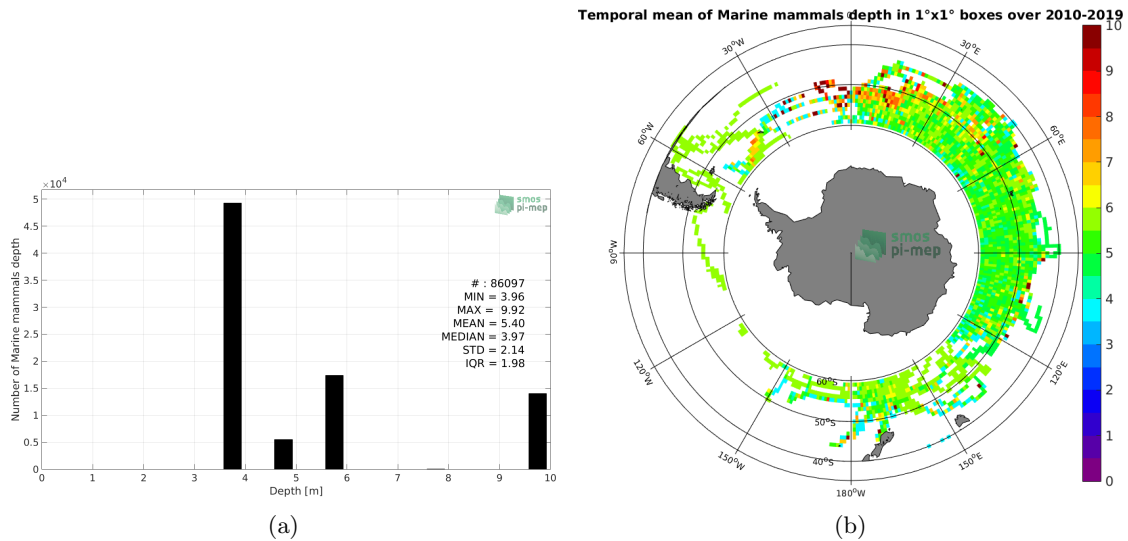 Temporal mean of Marine mammals depth in 1°x1° boxes over 2010-2019
x10⁴
5
4.5
4
3.5
3
2.5
2
1.5
1
0.5
0
Number of Marine mammals depth
smos
pi-mep
# : 86097
MIN = 3.96
MAX = 9.92
MEAN = 5.40
MEDIAN = 3.97
STD = 2.14
IQR = 1.98
0 1 2 3 4 5 6 7 8 9 10
Depth [m]
(a)
0°
30°E
60°E
120°E
150°E
180°W
150°W
120°W
90°W
60°W
30°W
60°S
50°S
40°S
smos
pi-mep
10
9
8
7
6
5
4
3
2
1
0
(b)